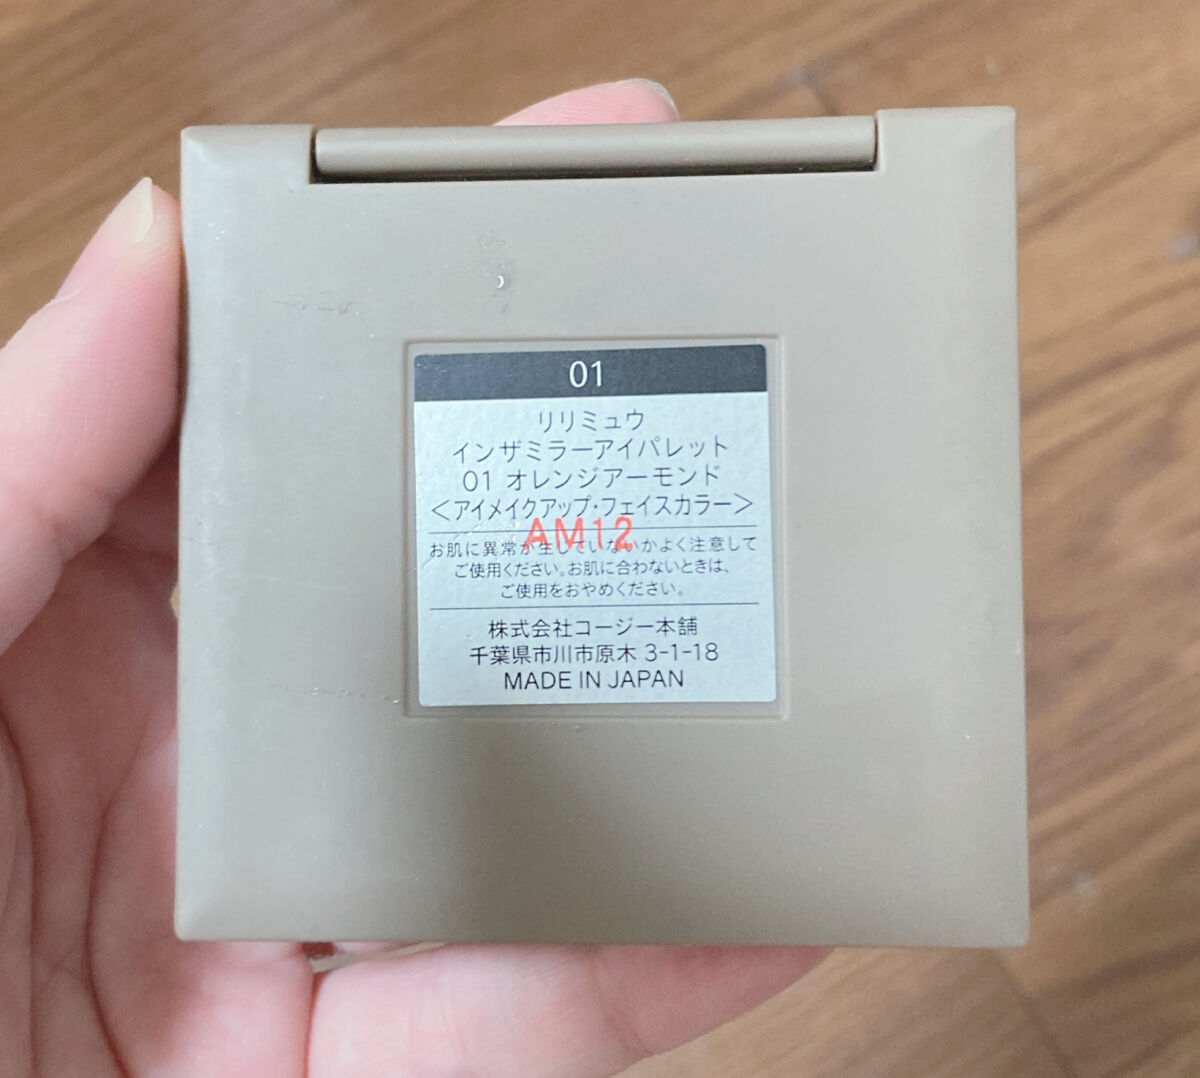 01
リリミュウ
インザミラーアイパレット
01 オレンジアーモンド
＜アイメイクアップ・フェイスカラー＞
AM12
お肌に異常が生じていないかよく注意して
ご使用ください。お肌に合わないときは、
ご使用をおやめください。
株式会社コージー本舗
千葉県市川市原木 3-1-18
MADE IN JAPAN